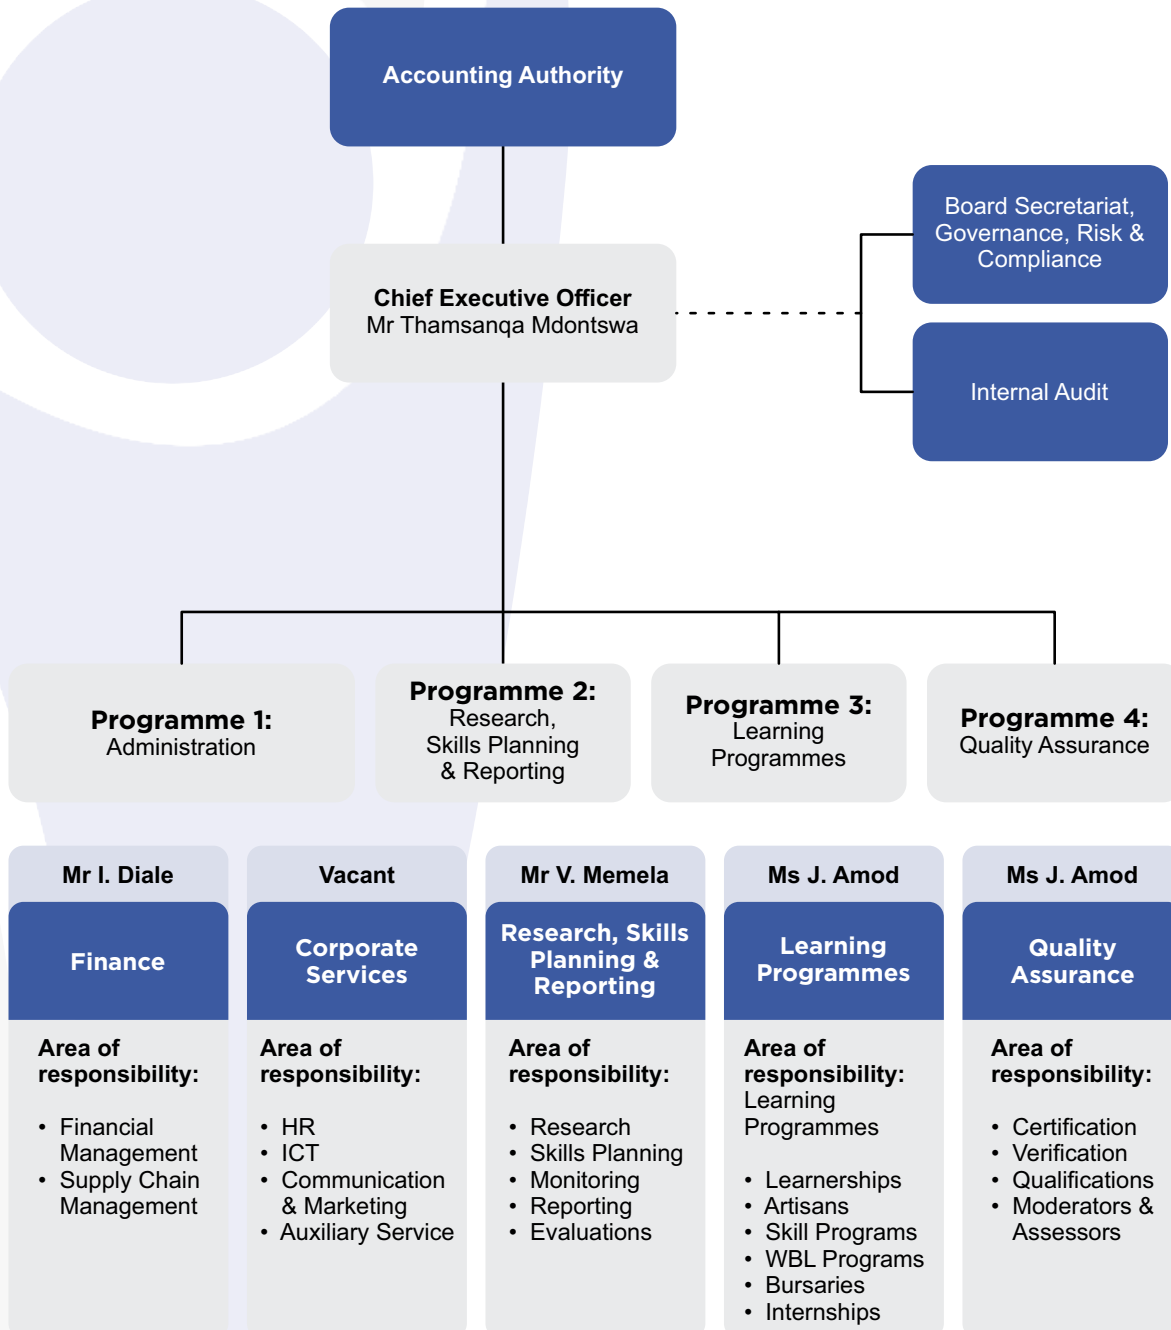 Accounting Authority
Board Secretariat,
Governance, Risk &
Compliance
Chief Executive Officer
Mr Thamsanqa Mdontswa
Internal Audit
Programme 1:
Administration
Programme 2:
Research,
Skills Planning
& Reporting
Programme 3:
Learning
Programmes
Programme 4:
Quality Assurance
Mr I. Diale
Finance
Area of
responsibility:
• Financial
Management
• Supply Chain
Management
Vacant
Corporate
Services
Area of
responsibility:
• HR
• ICT
• Communication
& Marketing
• Auxiliary Service
Mr V. Memela
Research, Skills
Planning &
Reporting
Area of
responsibility:
• Research
• Skills Planning
• Monitoring
• Reporting
• Evaluations
Ms J. Amod
Learning
Programmes
Area of
responsibility:
Learning
Programmes
• Learnerships
• Artisans
• Skill Programs
• WBL Programs
• Bursaries
• Internships
Ms J. Amod
Quality
Assurance
Area of
responsibility:
• Certification
• Verification
• Qualifications
• Moderators &
Assessors